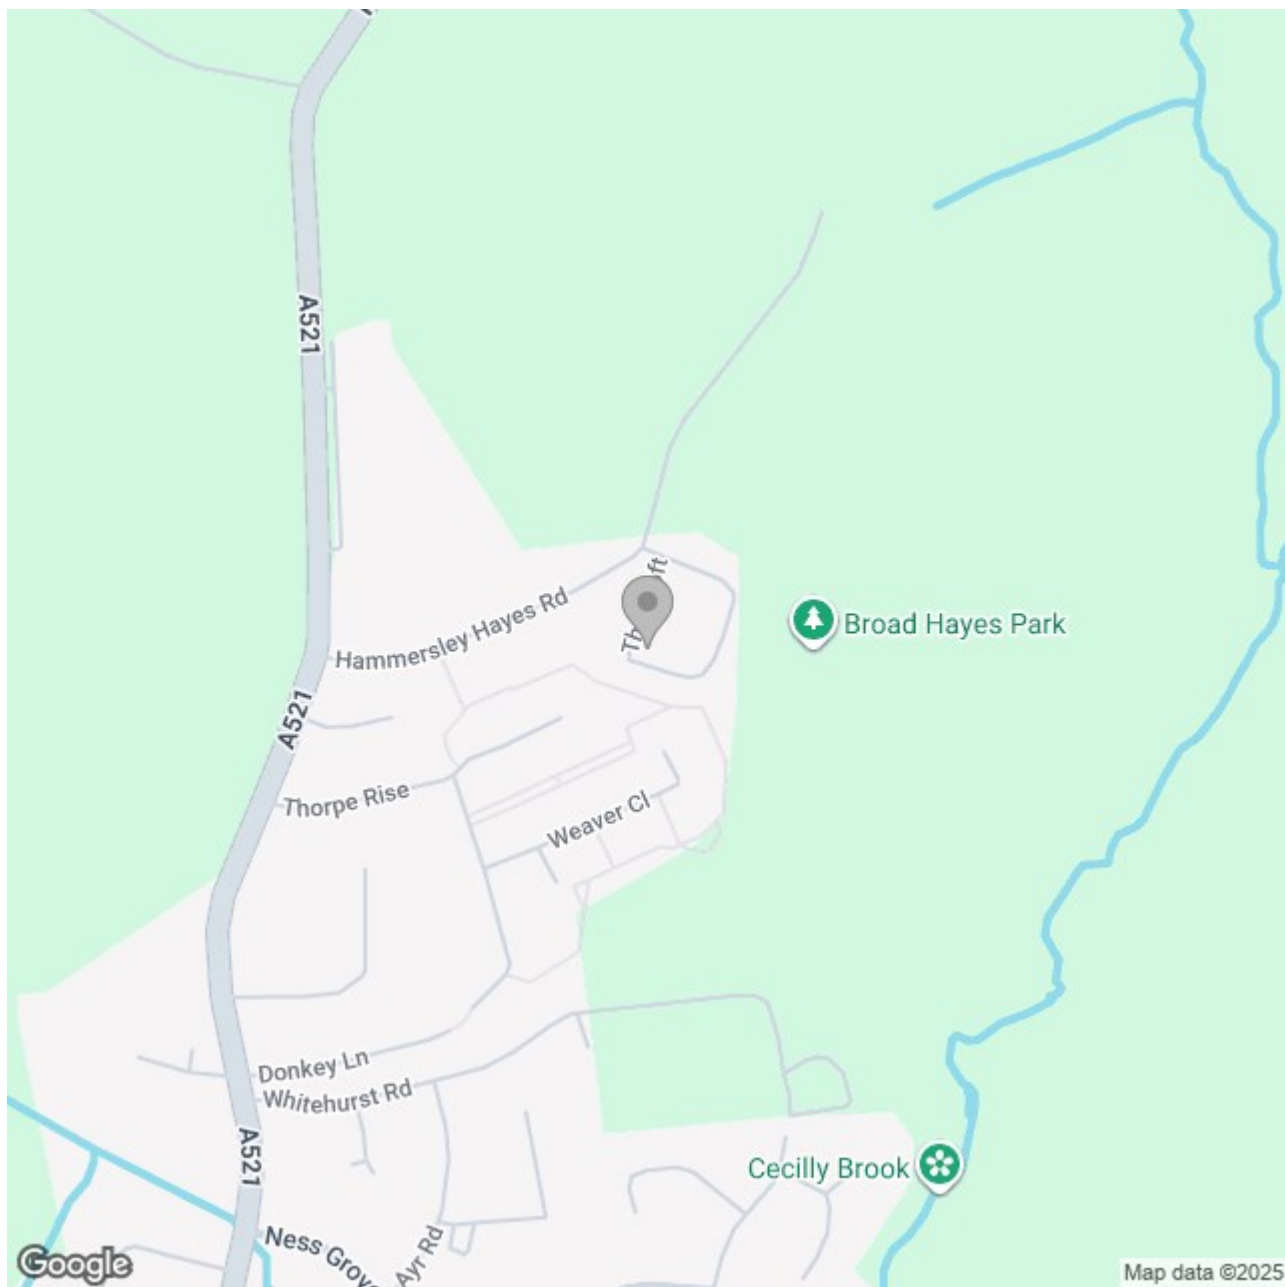 A521
Hammersley Hayes Rd
Broad Hayes Park
A521
Thorpe Rise
Weaver Cl
Donkey Ln
Whitehurst Rd
A521
Cecilly Brook
Ness Grove
Ayr Rd
Google
Map data ©2025